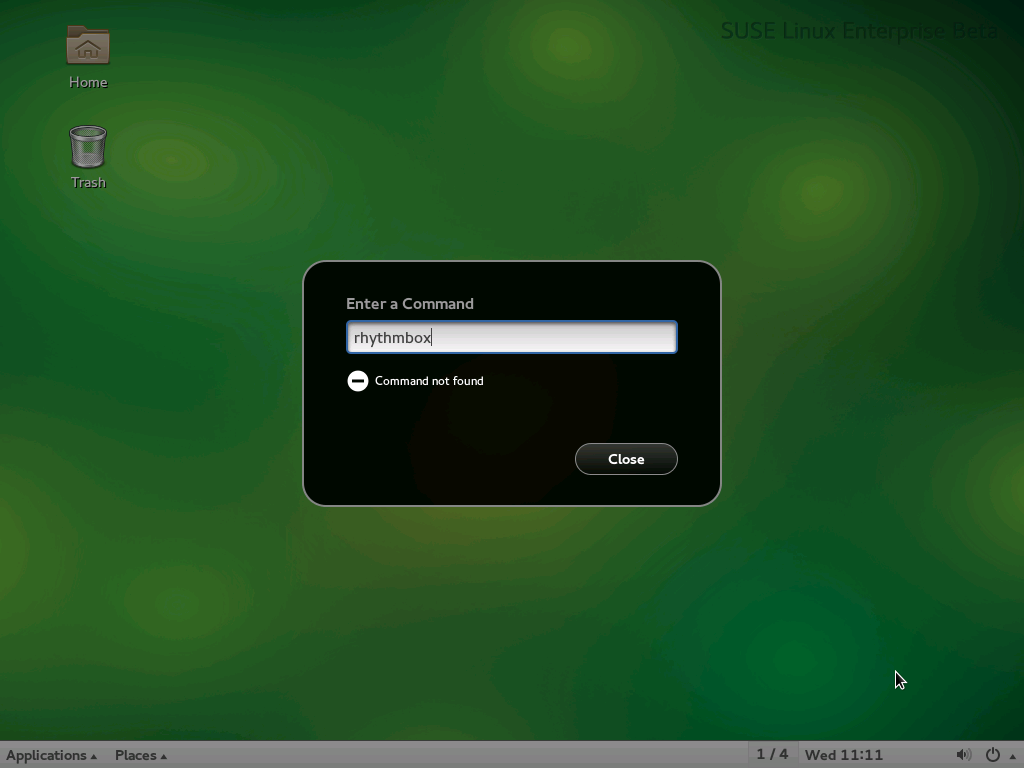 SUSE Linux Enterprise Beta
Home
Trash
Enter a Command
rhythmbox
Command not found
Close
Applications
Places
1 / 4
Wed 11:11